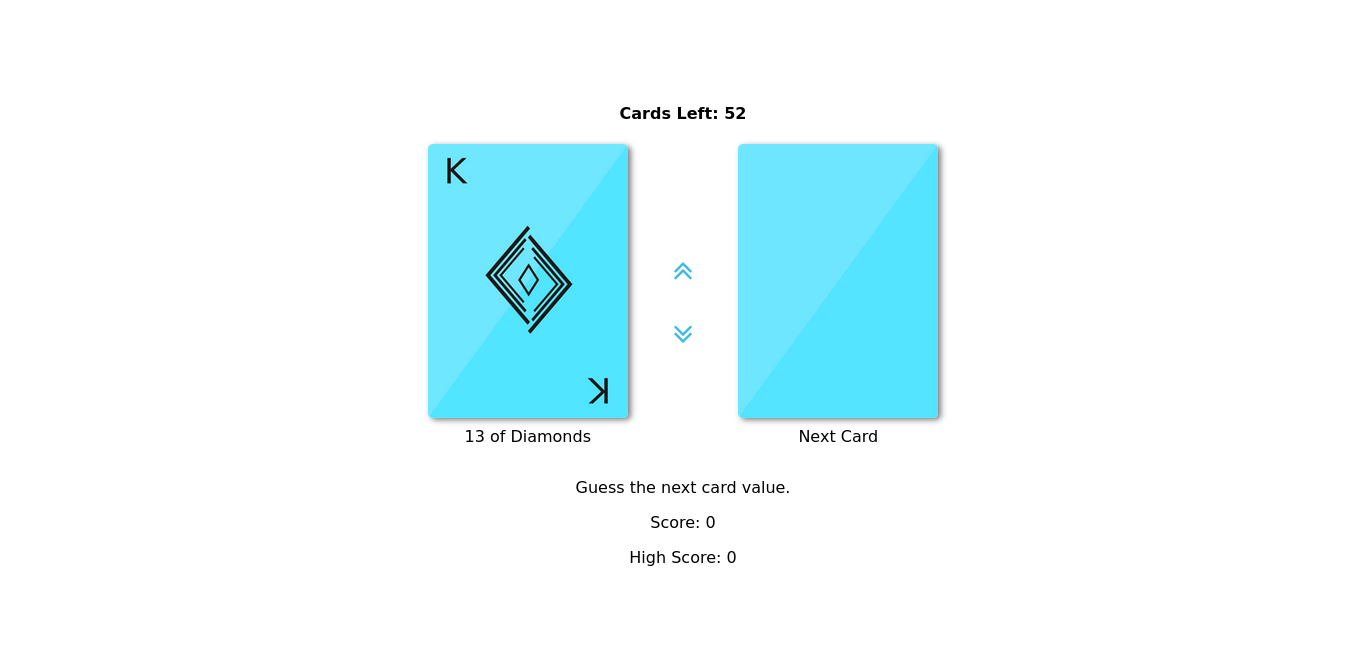 Cards Left: 52
K
K
13 of Diamonds
Next Card
Guess the next card value.
Score: 0
High Score: 0